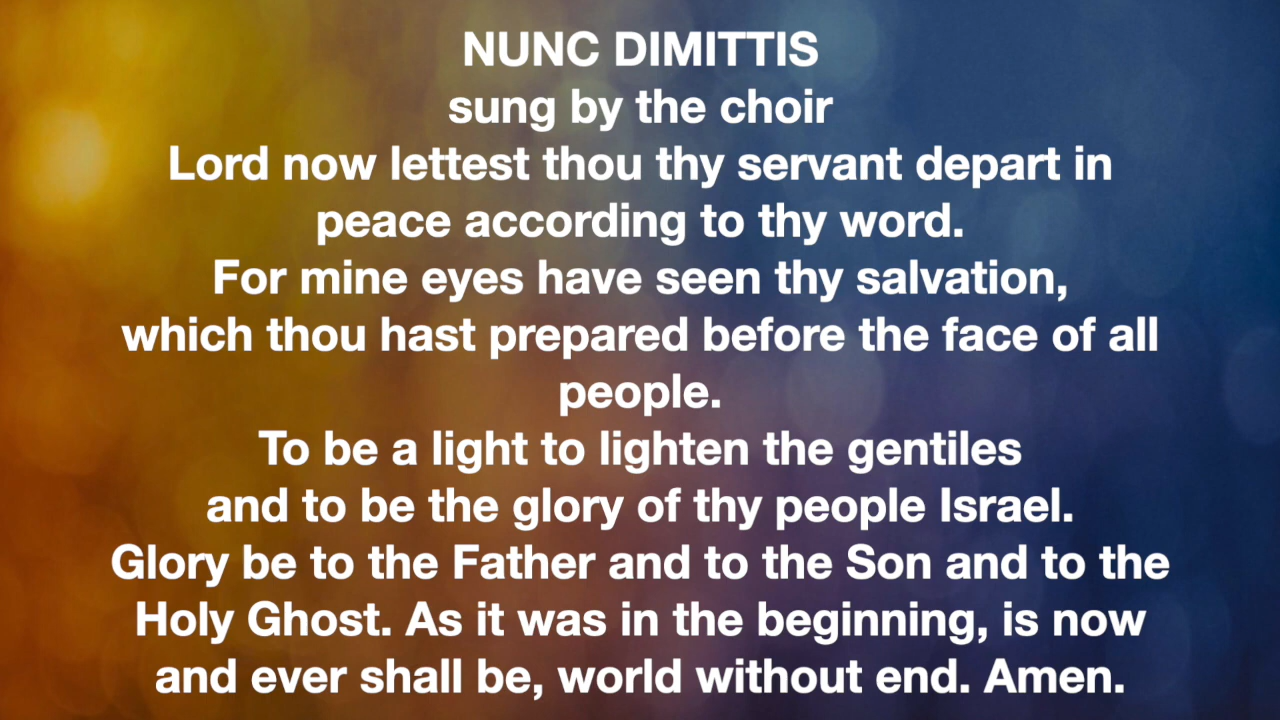 NUNC DIMITTIS
sung by the choir
Lord now lettest thou thy servant depart in
peace according to thy word.
For mine eyes have seen thy salvation,
which thou hast prepared before the face of all
people.
To be a light to lighten the gentiles
and to be the glory of thy people Israel.
Glory be to the Father and to the Son and to the
Holy Ghost. As it was in the beginning, is now
and ever shall be, world without end. Amen.